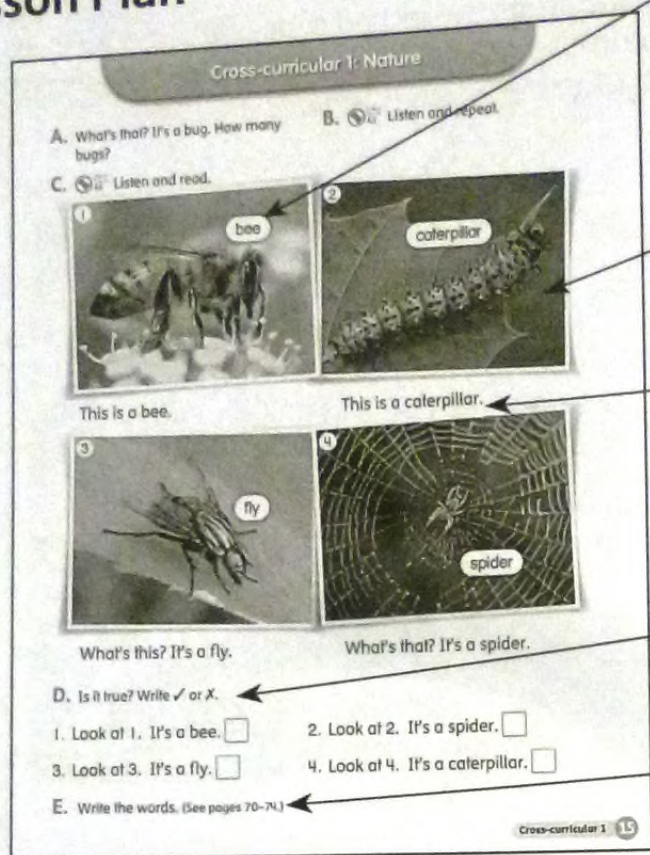 Lesson Plan
Cross-curricular 1: Nature
A. What's that? It's a bug. How many
bugs?
B. Listen and repeat.
C. Listen and read.
1
bee
2
caterpillar
This is a bee.
This is a caterpillar.
3
fly
4
spider
What's this? It's a fly.
What's that? It's a spider.
D. Is it true? Write ✓ or ✗.
1. Look at 1. It's a bee.
2. Look at 2. It's a spider.
3. Look at 3. It's a fly.
4. Look at 4. It's a caterpillar.
E. Write the words. (See pages 70–74.)
Cross-curricular 1 15